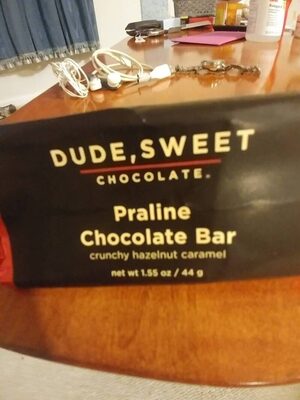 DUDE, SWEET
CHOCOLATE®
Praline
Chocolate Bar
crunchy hazelnut caramel
net wt 1.55 oz / 44 g